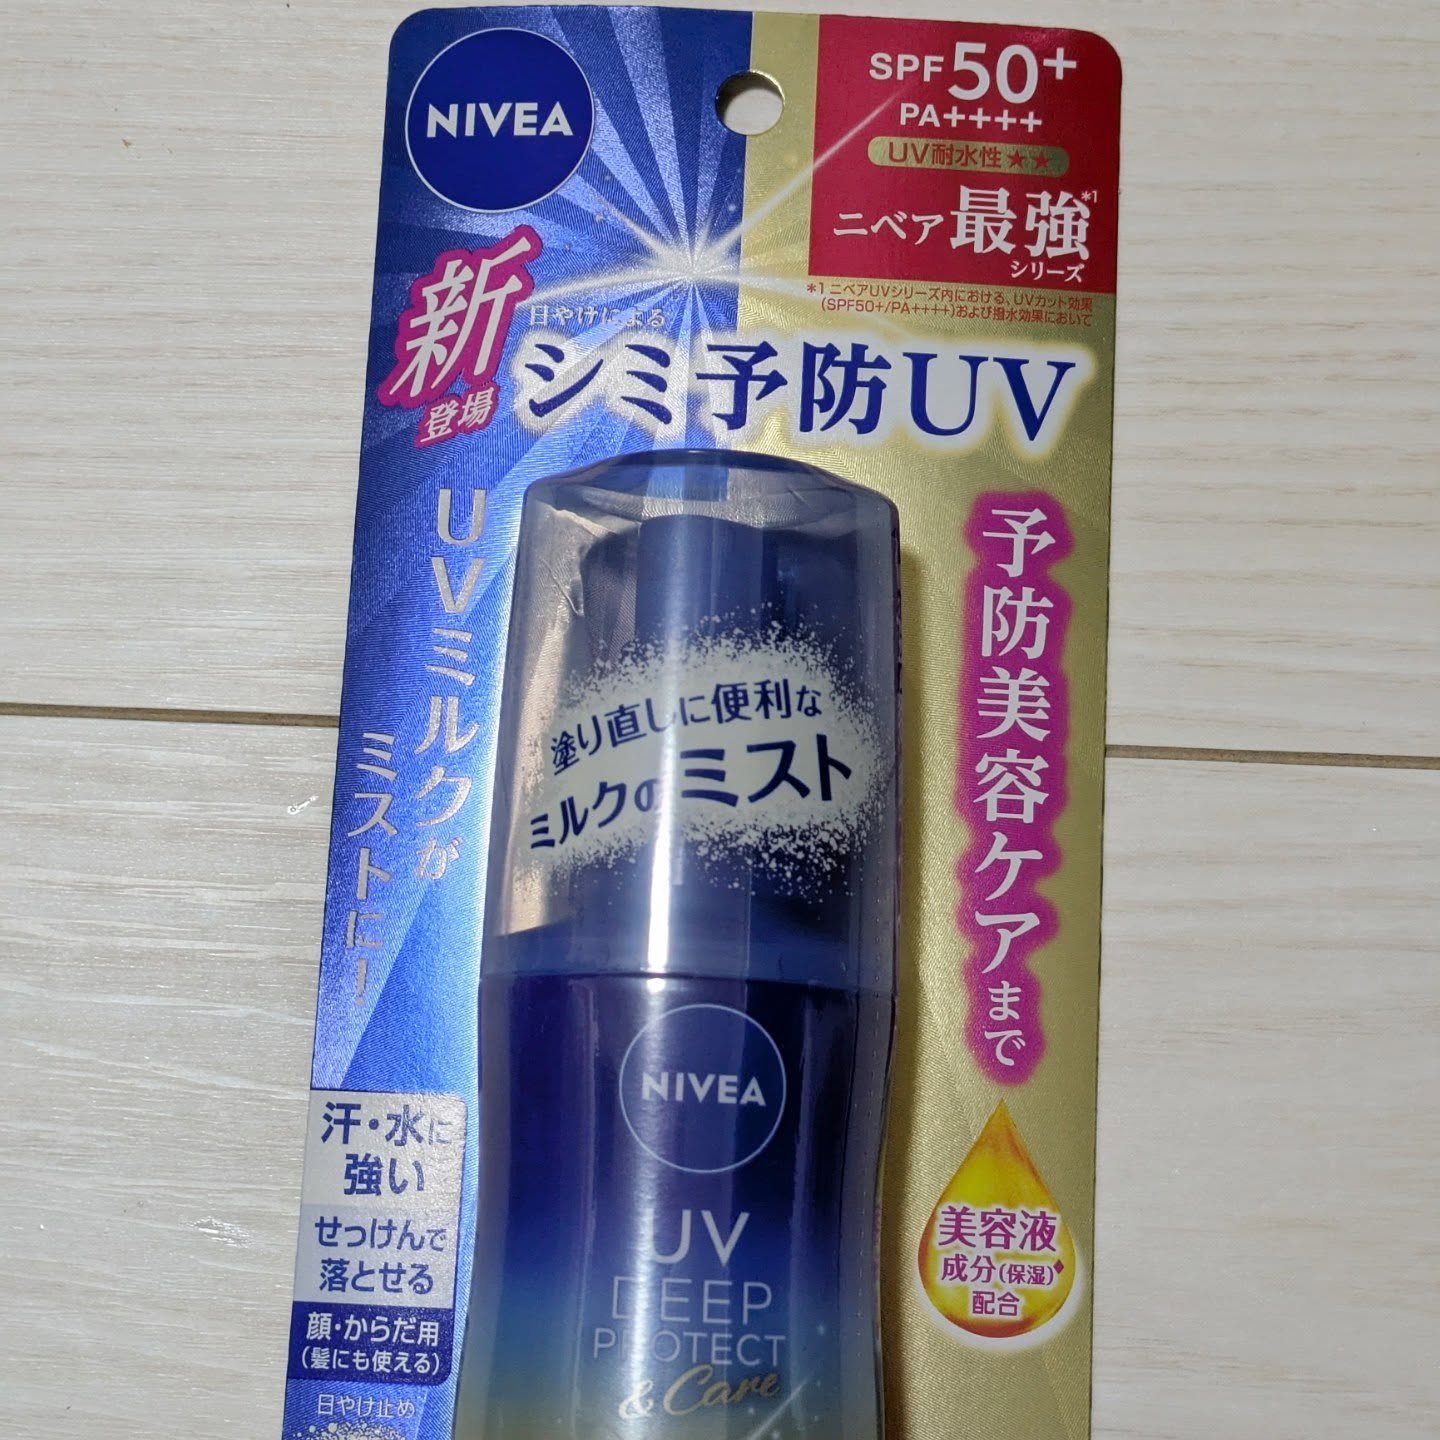 NIVEA
SPF50+
PA++++
UV耐水性★★
ニベア最強*1
シリーズ
*1 ニベアUVシリーズ内における、UVカット効果
(SPF50+/PA++++)および撥水効果において
新
登場
日やけによる
シミ予防UV
UVミルクが
ミストに!
予防美容ケアまで
塗り直しに便利な
ミルクのミスト
NIVEA
UV
DEEP
PROTECT
& Care
汗・水に
強い
せっけんで
落とせる
顔・からだ用
(髪にも使える)
日やけ止め
美容液
成分(保湿)♦
配合